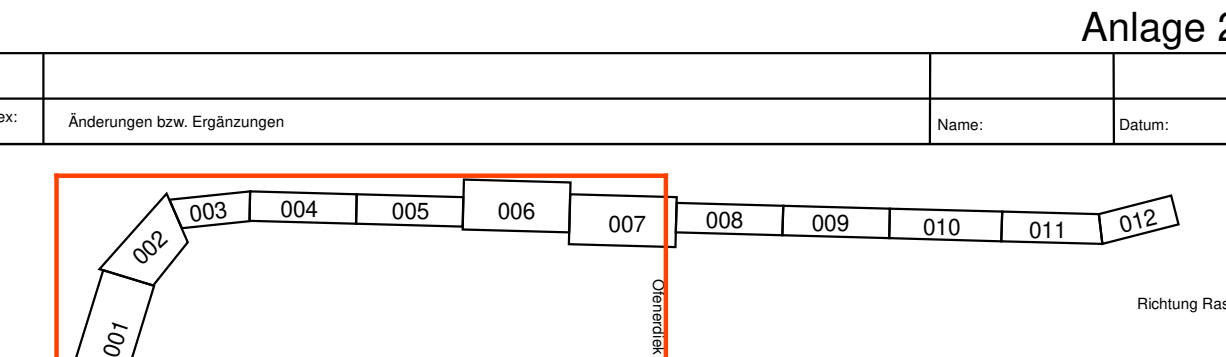 Anlage 2
ex:
Änderungen bzw. Ergänzungen
Name:
Datum:
001
002
003
004
005
006
007
008
009
010
011
012
Ofenerdiek
Richtung Ras